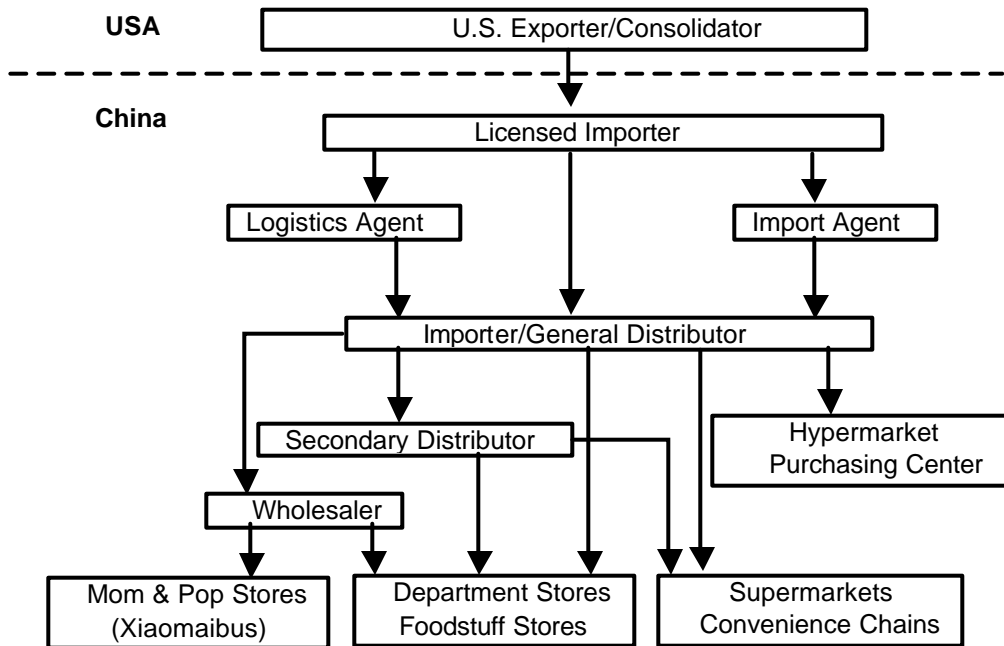 USA
U.S. Exporter/Consolidator
China
Licensed Importer
Logistics Agent
Import Agent
Importer/General Distributor
Secondary Distributor
Hypermarket
Purchasing Center
Wholesaler
Mom & Pop Stores
(Xiaomaibus)
Department Stores
Foodstuff Stores
Supermarkets
Convenience Chains